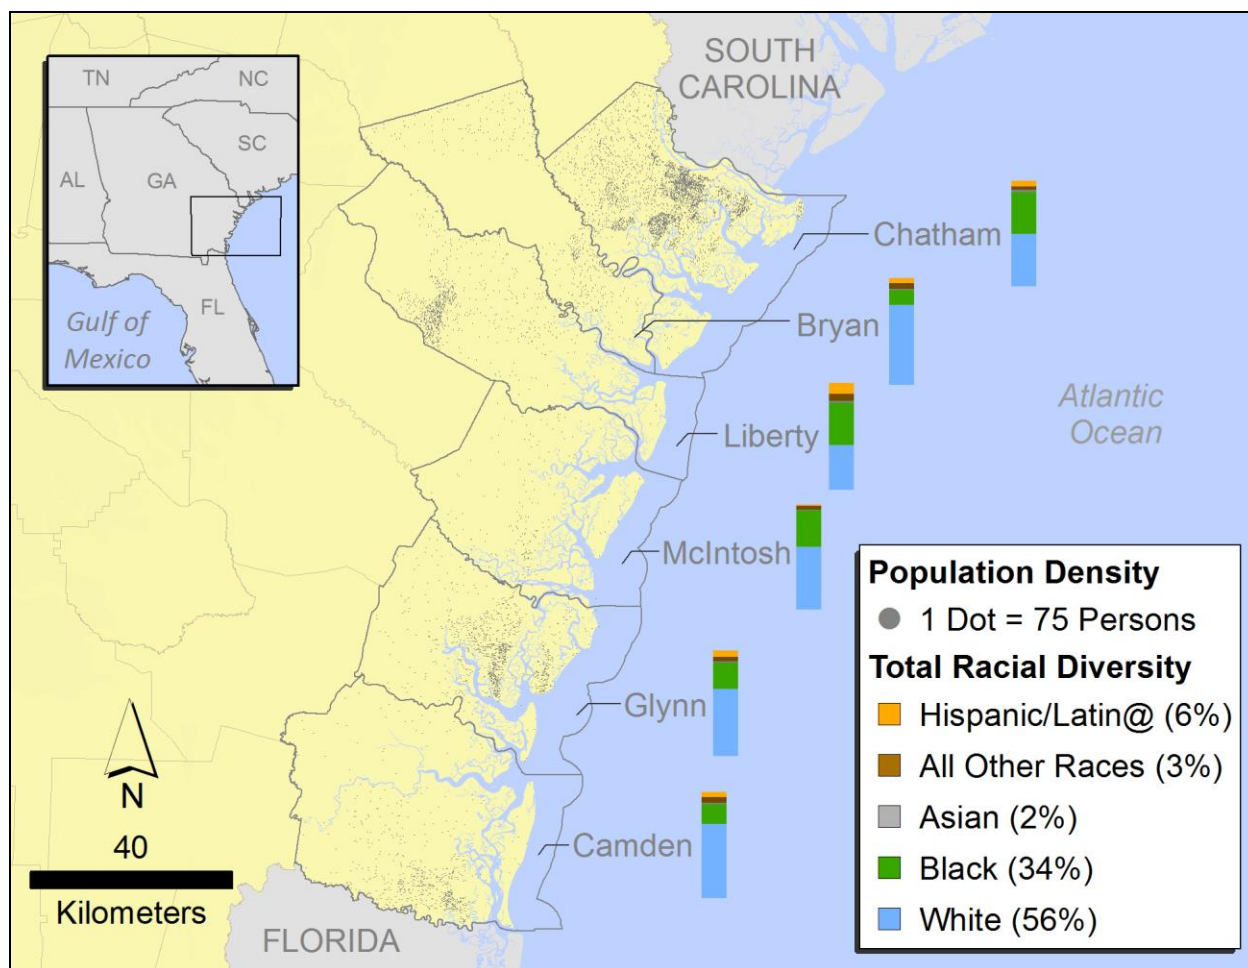 SOUTH
CAROLINA
TN
NC
SC
AL
GA
FL
Gulf of
Mexico
Chatham
Bryan
Atlantic
Ocean
Liberty
McIntosh
Glynn
Camden
N
40
Kilometers
FLORIDA
Population Density
1 Dot = 75 Persons
Total Racial Diversity
Hispanic/Latin@ (6%)
All Other Races (3%)
Asian (2%)
Black (34%)
White (56%)